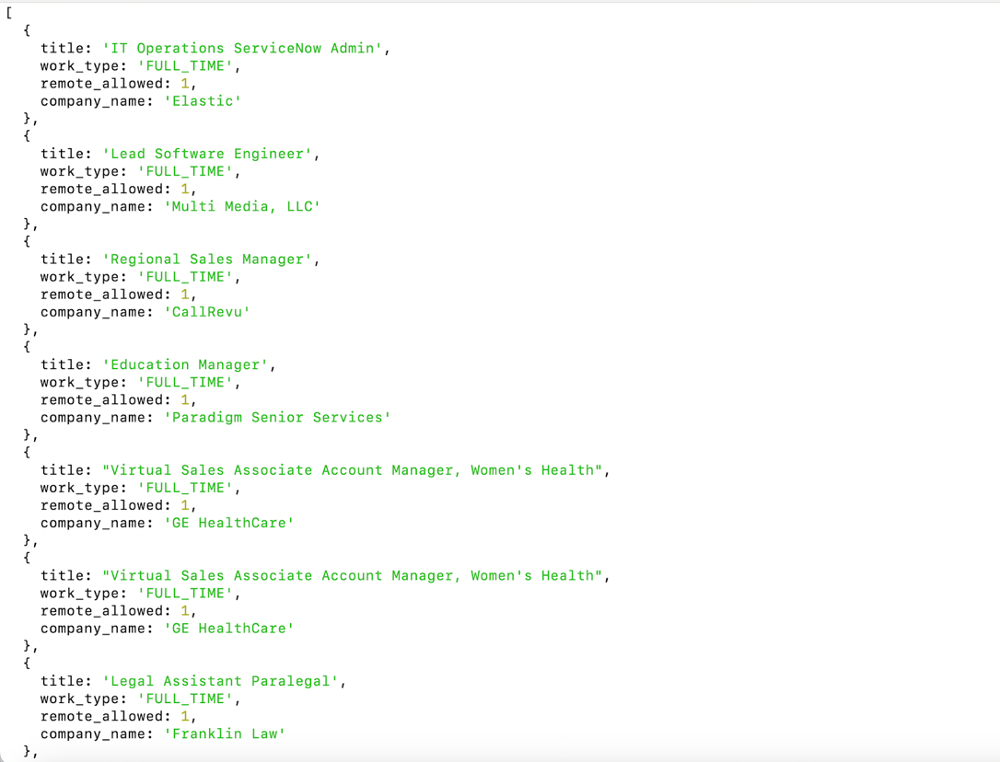 [
  {
    title: 'IT Operations ServiceNow Admin',
    work_type: 'FULL_TIME',
    remote_allowed: 1,
    company_name: 'Elastic'
  },
  {
    title: 'Lead Software Engineer',
    work_type: 'FULL_TIME',
    remote_allowed: 1,
    company_name: 'Multi Media, LLC'
  },
  {
    title: 'Regional Sales Manager',
    work_type: 'FULL_TIME',
    remote_allowed: 1,
    company_name: 'CallRevu'
  },
  {
    title: 'Education Manager',
    work_type: 'FULL_TIME',
    remote_allowed: 1,
    company_name: 'Paradigm Senior Services'
  },
  {
    title: "Virtual Sales Associate Account Manager, Women's Health",
    work_type: 'FULL_TIME',
    remote_allowed: 1,
    company_name: 'GE HealthCare'
  },
  {
    title: "Virtual Sales Associate Account Manager, Women's Health",
    work_type: 'FULL_TIME',
    remote_allowed: 1,
    company_name: 'GE HealthCare'
  },
  {
    title: 'Legal Assistant Paralegal',
    work_type: 'FULL_TIME',
    remote_allowed: 1,
    company_name: 'Franklin Law'
  },